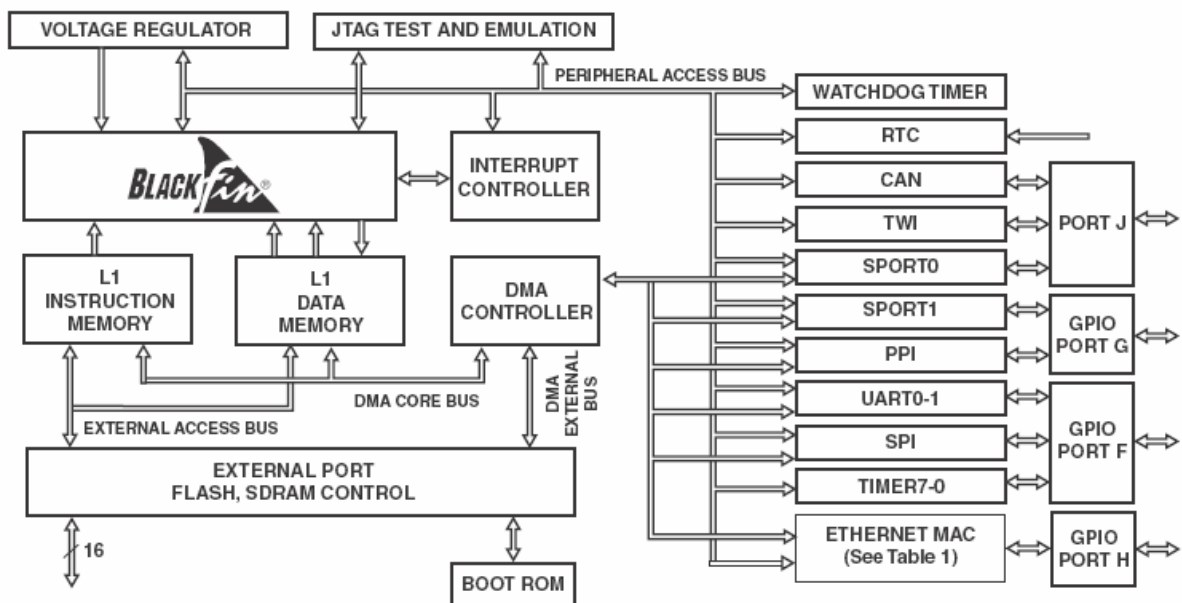 VOLTAGE REGULATOR
JTAG TEST AND EMULATION
PERIPHERAL ACCESS BUS
WATCHDOG TIMER
RTC
BLACKfin®
INTERRUPT
CONTROLLER
CAN
TWI
SPORT0
PORT J
L1
INSTRUCTION
MEMORY
L1
DATA
MEMORY
DMA
CONTROLLER
SPORT1
PPI
GPIO
PORT G
DMA CORE BUS
DMA
EXTERNAL
BUS
EXTERNAL ACCESS BUS
UART0-1
SPI
TIMER7-0
GPIO
PORT F
EXTERNAL PORT
FLASH, SDRAM CONTROL
16
BOOT ROM
ETHERNET MAC
(See Table 1)
GPIO
PORT H